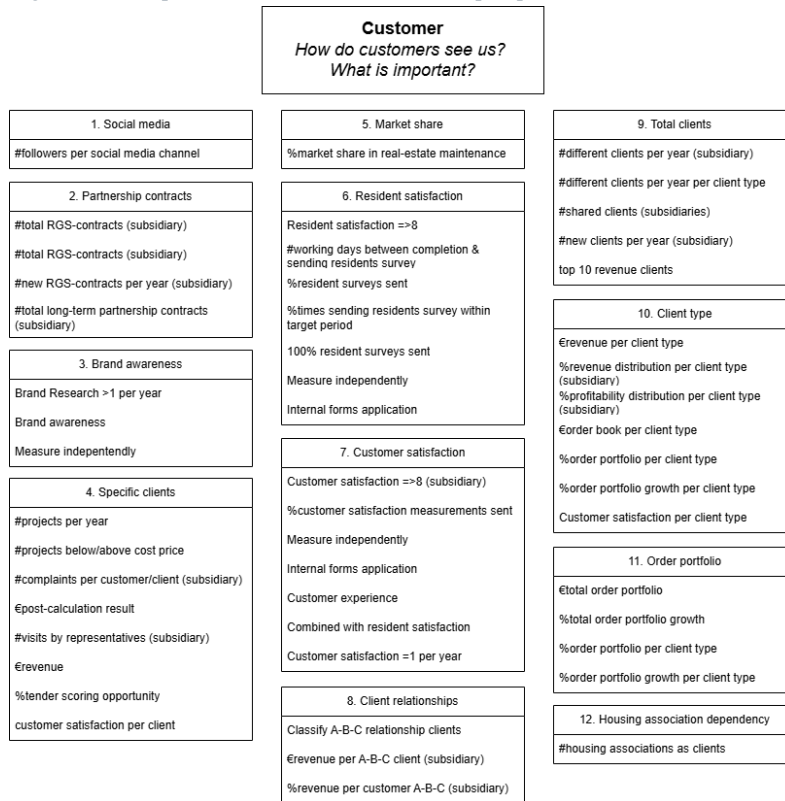 Customer
How do customers see us?
What is important?
1. Social media
#followers per social media channel
2. Partnership contracts
#total RGS-contracts (subsidiary)
#total RGS-contracts (subsidiary)
#new RGS-contracts per year (subsidiary)
#total long-term partnership contracts
(subsidiary)
3. Brand awareness
Brand Research >1 per year
Brand awareness
Measure indepentendly
4. Specific clients
#projects per year
#projects below/above cost price
#complaints per customer/client (subsidiary)
€post-calculation result
#visits by representatives (subsidiary)
€revenue
%tender scoring opportunity
customer satisfaction per client
5. Market share
%market share in real-estate maintenance
6. Resident satisfaction
Resident satisfaction =>8
#working days between completion &
sending residents survey
%resident surveys sent
%times sending residents survey within
target period
100% resident surveys sent
Measure independently
Internal forms application
7. Customer satisfaction
Customer satisfaction =>8 (subsidiary)
%customer satisfaction measurements sent
Measure independently
Internal forms application
Customer experience
Combined with resident satisfaction
Customer satisfaction =1 per year
8. Client relationships
Classify A-B-C relationship clients
€revenue per A-B-C client (subsidiary)
%revenue per customer A-B-C (subsidiary)
9. Total clients
#different clients per year (subsidiary)
#different clients per year per client type
#shared clients (subsidiaries)
#new clients per year (subsidiary)
top 10 revenue clients
10. Client type
€revenue per client type
%revenue distribution per client type
(subsidiary)
%profitability distribution per client type
(subsidiary)
€order book per client type
%order portfolio per client type
%order portfolio growth per client type
Customer satisfaction per client type
11. Order portfolio
€total order portfolio
%total order portfolio growth
%order portfolio per client type
%order portfolio growth per client type
12. Housing association dependency
#housing associations as clients